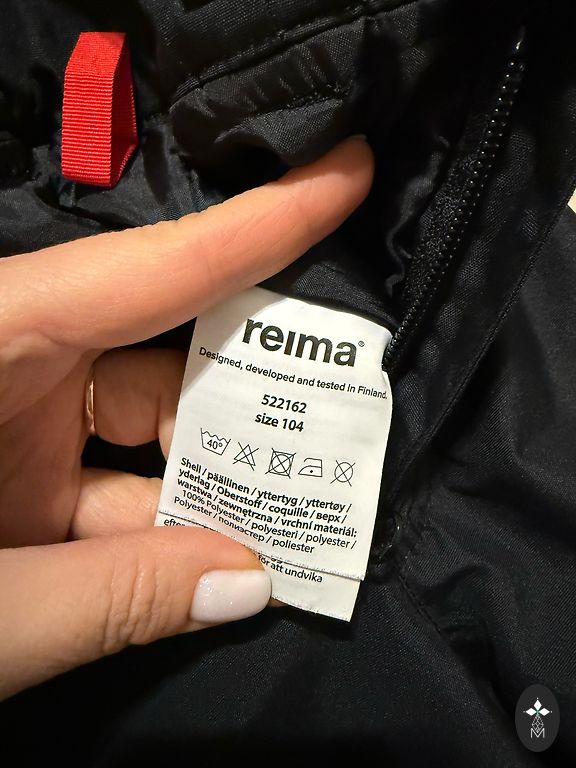 reima®
Designed, developed and tested in Finland.
522162
size 104
40°
Shell / päällinen / yttertyg / yttertøy /
yderlag / Oberstoff / coquille / верх /
warstwa / zewnętrzna / vrchní materiál:
100% Polyester / polyesteri / polyester /
Polyester / полиэстер / poliester
efter
för att undvika
M